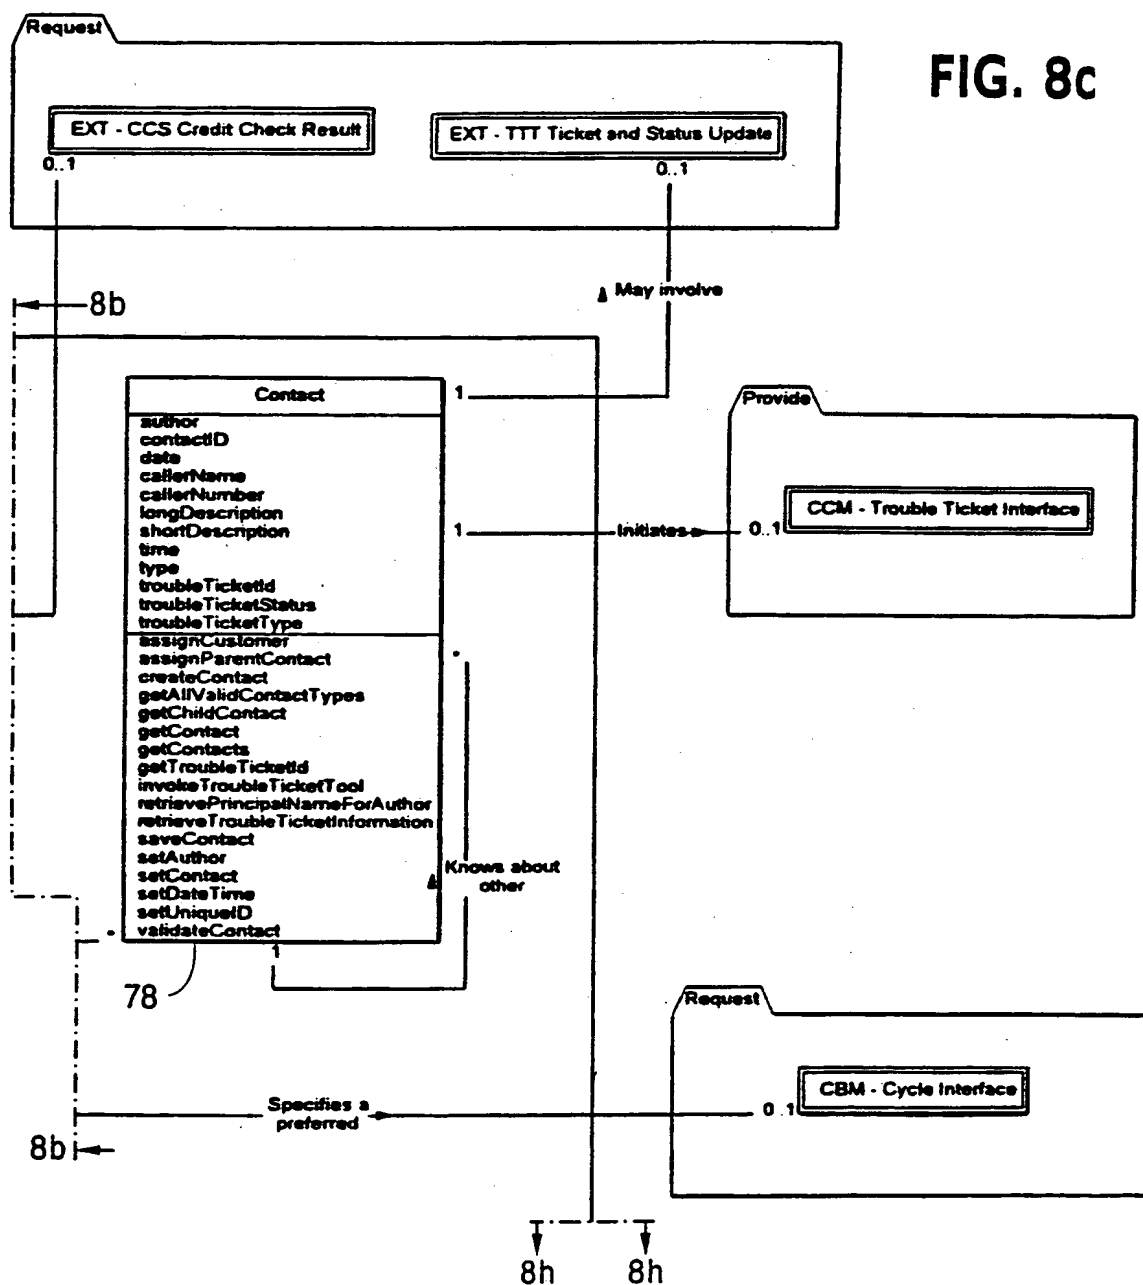 Request
FIG. 8c
EXT - CCS Credit Check Result
EXT - TTT Ticket and Status Update
0..1
0..1
8b
May involve
Contact
1
author
contactID
date
callerName
callerNumber
longDescription
shortDescription
time
type
troubleTicketId
troubleTicketStatus
troubleTicketType
1
Initiates
0..1
Provide
CCM - Trouble Ticket Interface
assignCustomer
assignParentContact
createContact
getAllValidContactTypes
getChildContact
getContact
getContacts
getTroubleTicketId
invokeTroubleTicketTool
retrievePrincipalNameForAuthor
retrieveTroubleTicketInformation
saveContact
setAuthor
setContact
setDateTime
setUniqueID
validateContact
*
Knows about
other
*
1
78
Request
CBM - Cycle Interface
Specifies a
preferred
0..1
8b
8h
8h